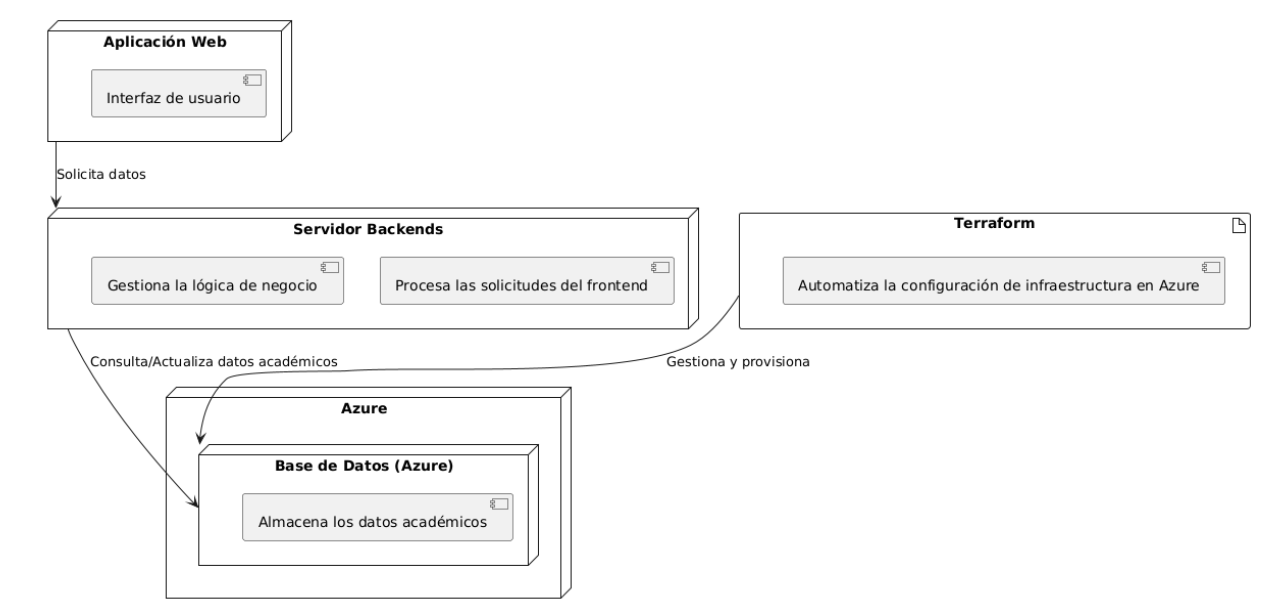 Aplicación Web
Interfaz de usuario
Solicita datos
Servidor Backends
Gestiona la lógica de negocio
Procesa las solicitudes del frontend
Terraform
Automatiza la configuración de infraestructura en Azure
Consulta/Actualiza datos académicos
Gestiona y provisiona
Azure
Base de Datos (Azure)
Almacena los datos académicos